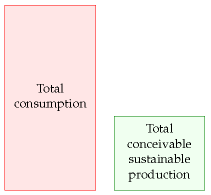 Total
consumption
Total
conceivable
sustainable
production